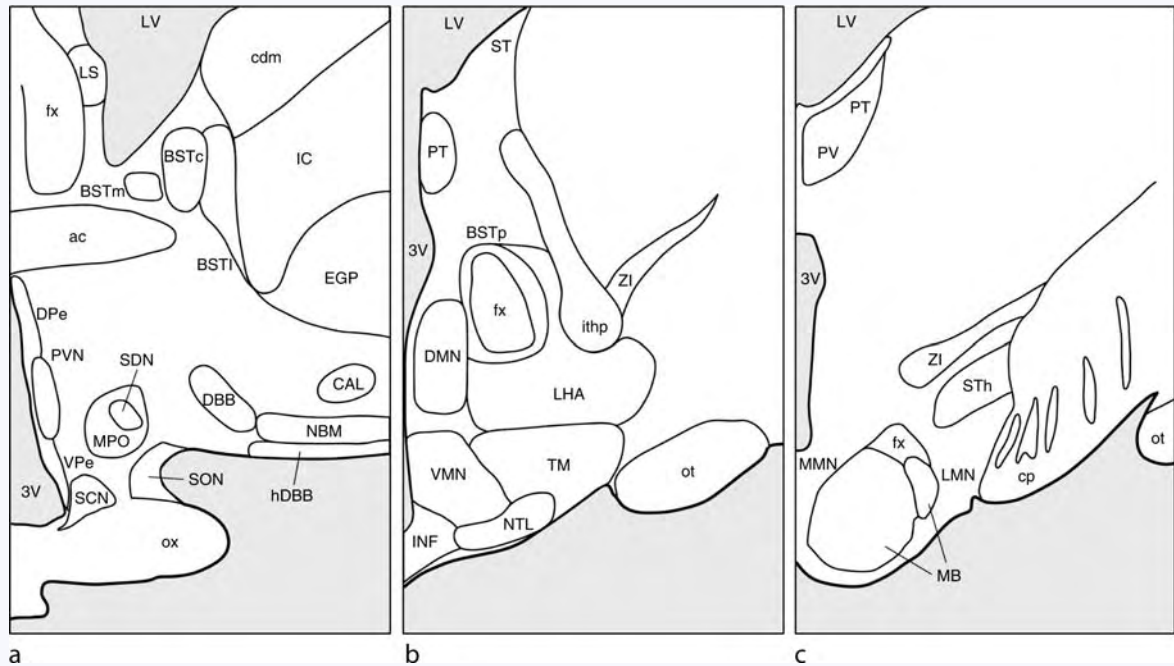 LV
cdm
LS
fx
BSTc
IC
BSTm
ac
BSTl
EGP
DPe
PVN
SDN
DBB
CAL
MPO
NBM
VPe
SON
hDBB
3V
SCN
ox
a
LV
ST
PT
3V
BSTp
ZI
fx
ithp
DMN
LHA
VMN
TM
ot
NTL
INF
b
PT
PV
3V
ZI
STh
fx
ot
MMN
LMN
cp
MB
c